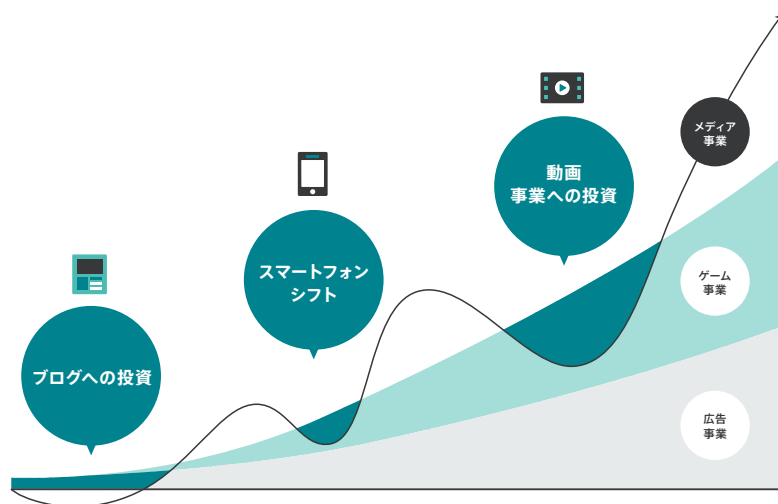 ブログへの投資
スマートフォン
シフト
動画
事業への投資
メディア
事業
ゲーム
事業
広告
事業